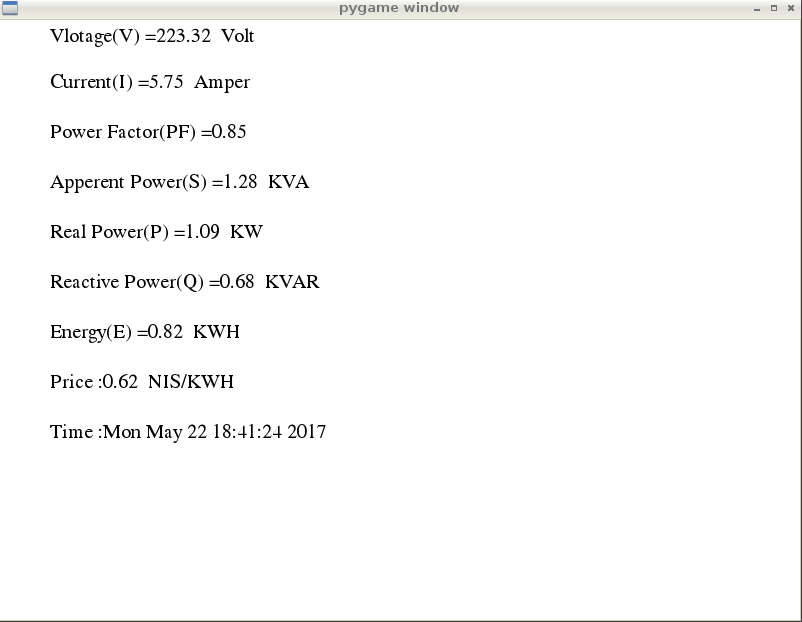 pygame window
Vlotage(V) =223.32 Volt
Current(I) =5.75 Amper
Power Factor(PF) =0.85
Apperent Power(S) =1.28 KVA
Real Power(P) =1.09 KW
Reactive Power(Q) =0.68 KVAR
Energy(E) =0.82 KWH
Price :0.62 NIS/KWH
Time :Mon May 22 18:41:24 2017